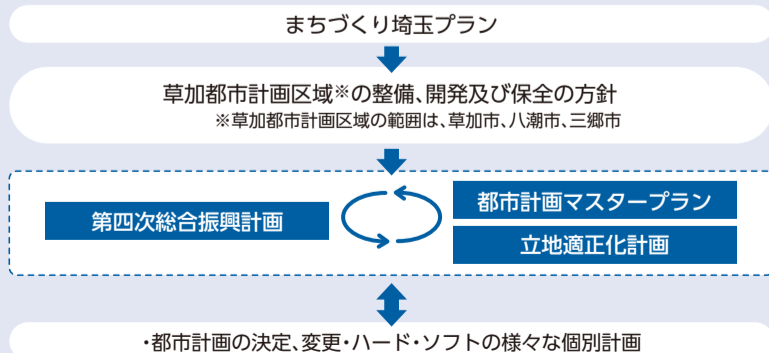 まちづくり埼玉プラン
草加都市計画区域※の整備、開発及び保全の方針
※草加都市計画区域の範囲は、草加市、八潮市、三郷市
第四次総合振興計画
都市計画マスタープラン
立地適正化計画
・都市計画の決定、変更・ハード・ソフトの様々な個別計画